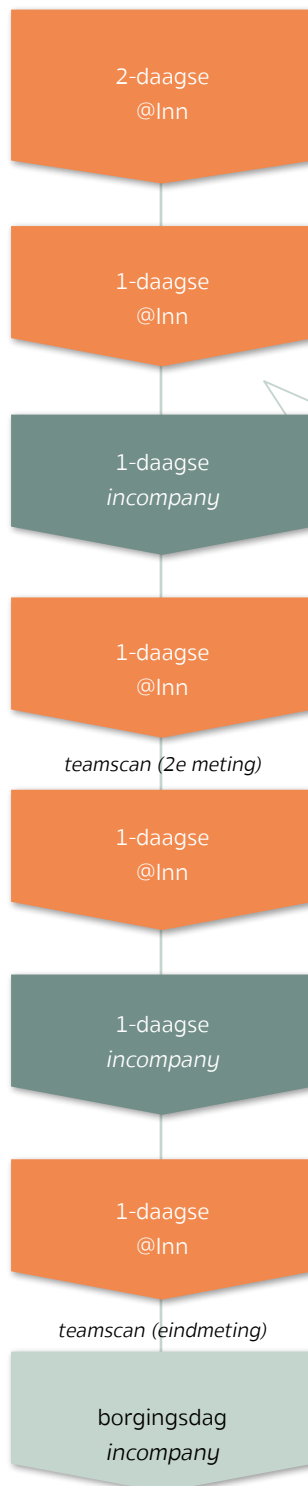 2-daagse
@Inn
1-daagse
@Inn
1-daagse
incompany
1-daagse
@Inn
teamscan (2e meting)
1-daagse
@Inn
1-daagse
incompany
1-daagse
@Inn
teamscan (eindmeting)
borgingsdag
incompany